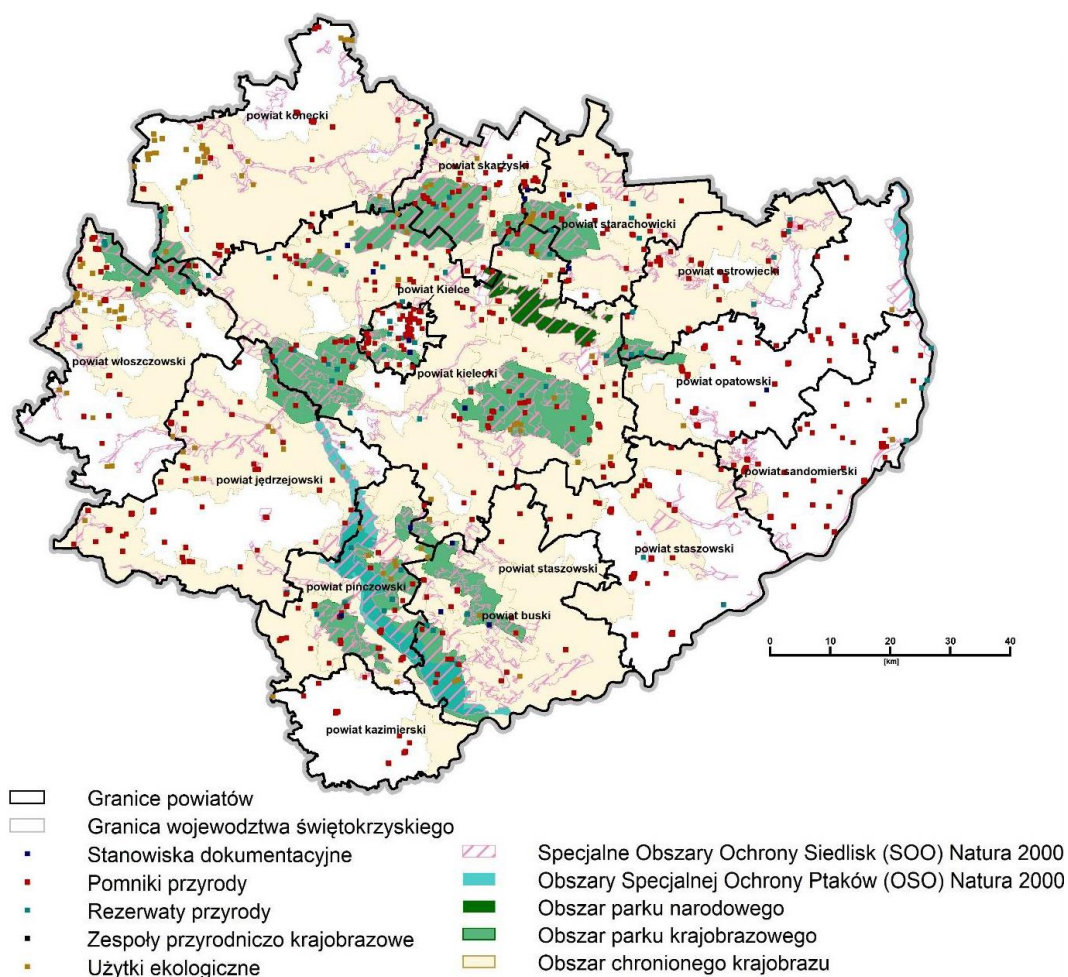 powiat konecki
powiat skarżyski
powiat starachowicki
powiat ostrowiecki
powiat Kielce
powiat włoszczowski
powiat kielecki
powiat opatowski
powiat sandomierski
powiat jędrzejowski
powiat staszowski
powiat staszowski
powiat pińczowski
powiat buski
0 10 20 30 40
[km]
powiat kazimierski
Granice powiatów
Granica wojewodztwa świętokrzyskiego
Stanowiska dokumentacyjne
Pomniki przyrody
Rezerwaty przyrody
Zespoły przyrodniczo krajobrazowe
Użytki ekologiczne
Specjalne Obszary Ochrony Siedlisk (SOO) Natura 2000
Obszary Specjalnej Ochrony Ptaków (OSO) Natura 2000
Obszar parku narodowego
Obszar parku krajobrazowego
Obszar chronionego krajobrazu